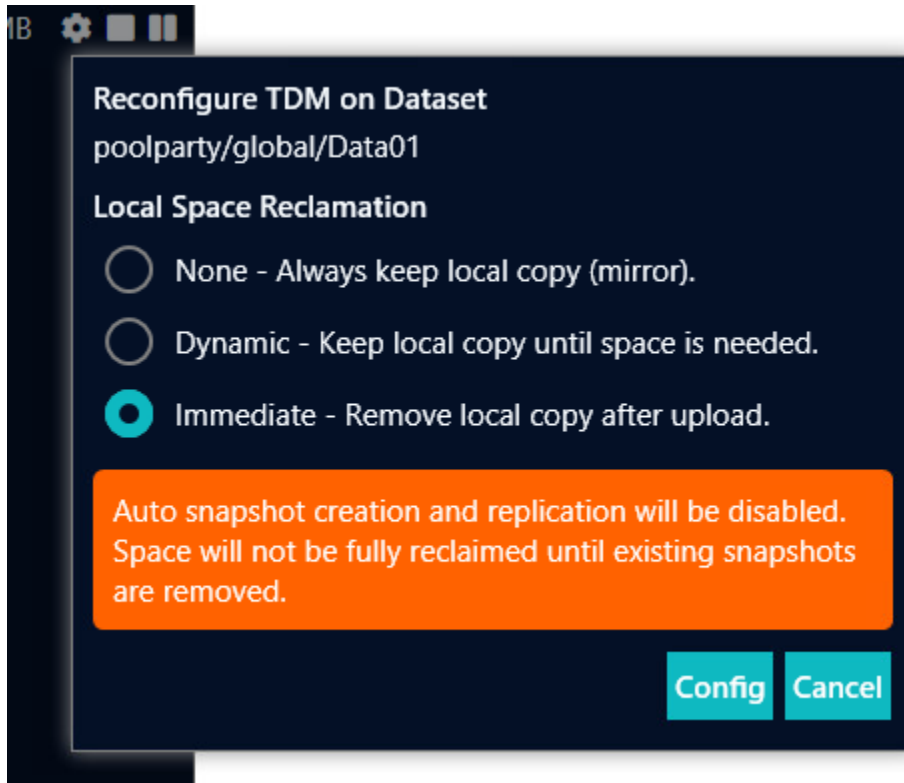 MB
Reconfigure TDM on Dataset
poolparty/global/Data01
Local Space Reclamation
None - Always keep local copy (mirror).
Dynamic - Keep local copy until space is needed.
Immediate - Remove local copy after upload.
Auto snapshot creation and replication will be disabled.
Space will not be fully reclaimed until existing snapshots
are removed.
Config Cancel